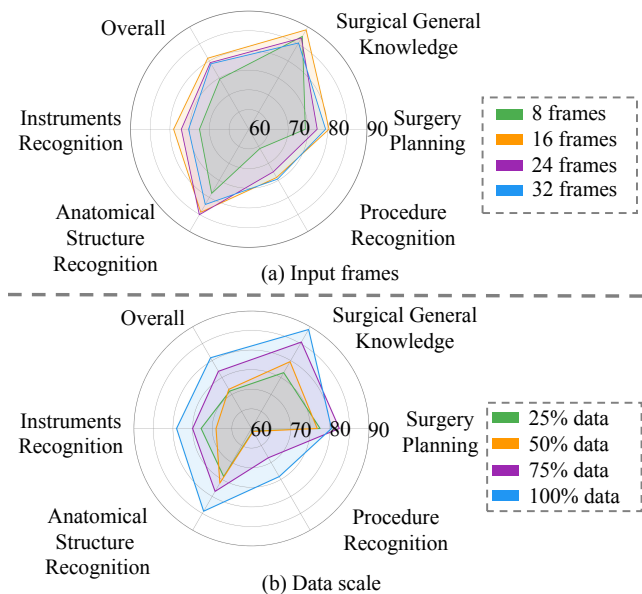 Overall
Surgical General
Knowledge
Instruments
Recognition
60 70 80 90
Surgery
Planning
Anatomical
Structure
Recognition
Procedure
Recognition
8 frames
16 frames
24 frames
32 frames
(a) Input frames
Overall
Surgical General
Knowledge
Instruments
Recognition
60 70 80 90
Surgery
Planning
Anatomical
Structure
Recognition
Procedure
Recognition
25% data
50% data
75% data
100% data
(b) Data scale